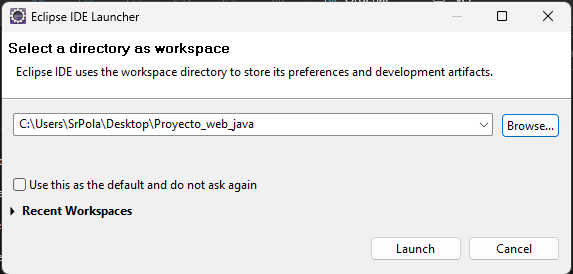 Eclipse IDE Launcher
Select a directory as workspace
Eclipse IDE uses the workspace directory to store its preferences and development artifacts.
C:\Users\SrPola\Desktop\Proyecto_web_java
Browse...
Use this as the default and do not ask again
Recent Workspaces
Launch
Cancel